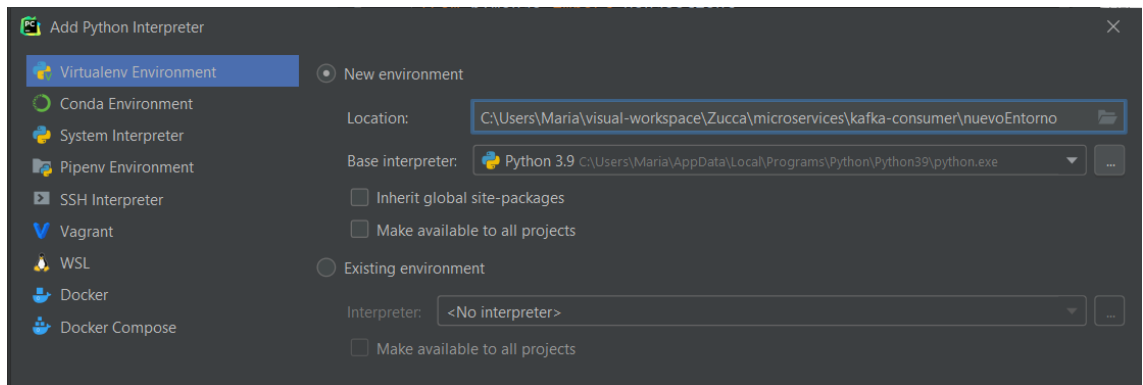 Add Python Interpreter
Virtualenv Environment
Conda Environment
System Interpreter
Pipenv Environment
SSH Interpreter
Vagrant
WSL
Docker
Docker Compose
New environment
Location: C:\Users\Maria\visual-workspace\Zucca\microservices\kafka-consumer\nuevoEntorno
Base interpreter: Python 3.9 C:\Users\Maria\AppData\Local\Programs\Python\Python39\python.exe ...
Inherit global site-packages
Make available to all projects
Existing environment
Interpreter: <No interpreter> ...
Make available to all projects